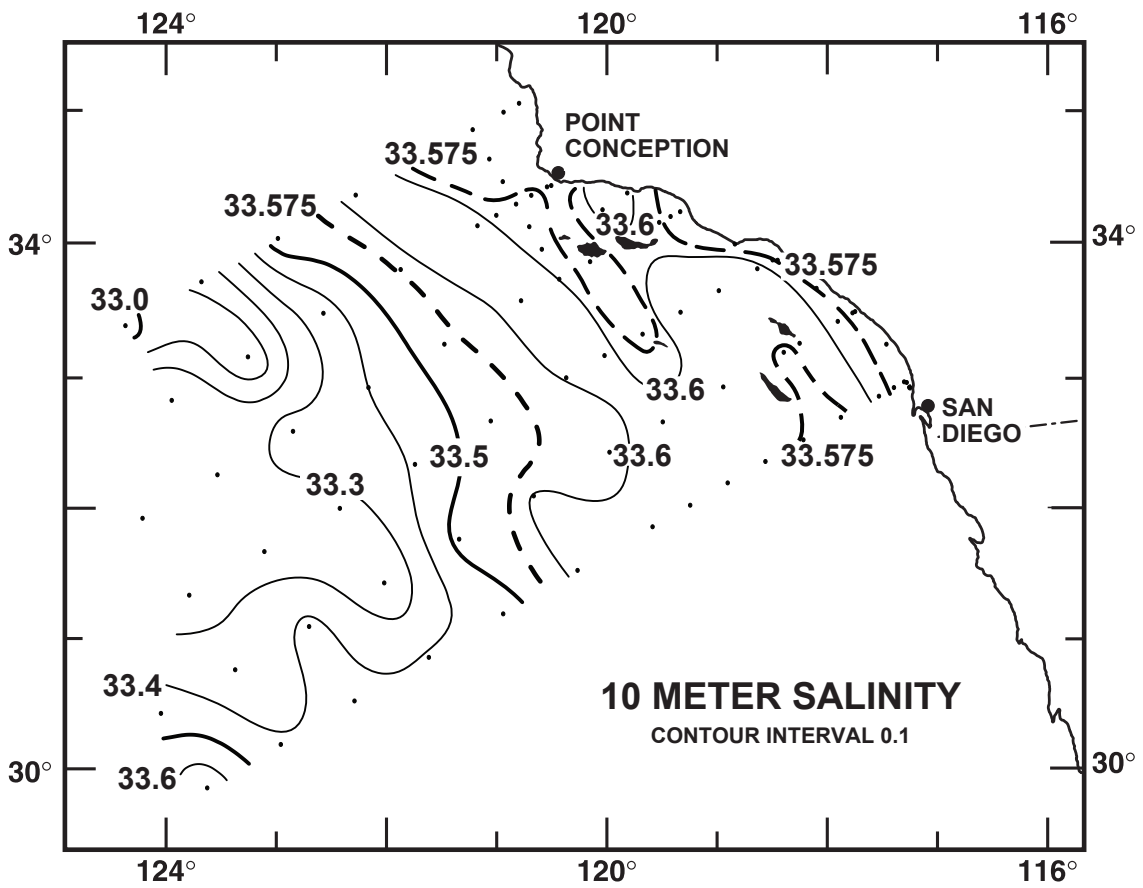 124° 120° 116°
POINT
CONCEPTION
33.575
33.575
33.6
34° 34°
33.575
33.0
33.6
SAN
DIEGO
33.5 33.6 33.575
33.3
33.4
10 METER SALINITY
CONTOUR INTERVAL 0.1
30° 30°
33.6
124° 120° 116°